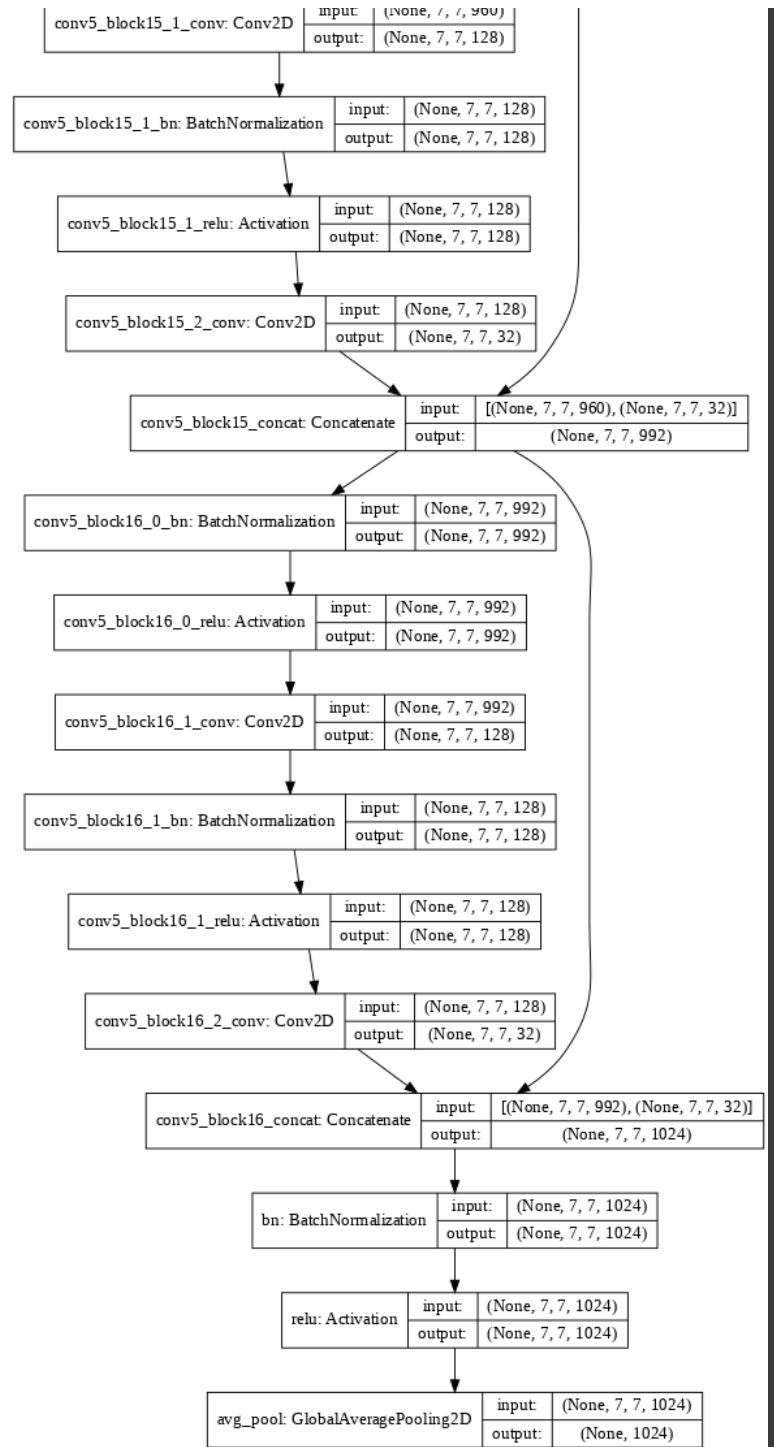 conv5_block15_1_conv: Conv2D input: (None, 7, 7, 960)
output: (None, 7, 7, 128)
conv5_block15_1_bn: BatchNormalization input: (None, 7, 7, 128)
output: (None, 7, 7, 128)
conv5_block15_1_relu: Activation input: (None, 7, 7, 128)
output: (None, 7, 7, 128)
conv5_block15_2_conv: Conv2D input: (None, 7, 7, 128)
output: (None, 7, 7, 32)
conv5_block15_concat: Concatenate input: [(None, 7, 7, 960), (None, 7, 7, 32)]
output: (None, 7, 7, 992)
conv5_block16_0_bn: BatchNormalization input: (None, 7, 7, 992)
output: (None, 7, 7, 992)
conv5_block16_0_relu: Activation input: (None, 7, 7, 992)
output: (None, 7, 7, 992)
conv5_block16_1_conv: Conv2D input: (None, 7, 7, 992)
output: (None, 7, 7, 128)
conv5_block16_1_bn: BatchNormalization input: (None, 7, 7, 128)
output: (None, 7, 7, 128)
conv5_block16_1_relu: Activation input: (None, 7, 7, 128)
output: (None, 7, 7, 128)
conv5_block16_2_conv: Conv2D input: (None, 7, 7, 128)
output: (None, 7, 7, 32)
conv5_block16_concat: Concatenate input: [(None, 7, 7, 992), (None, 7, 7, 32)]
output: (None, 7, 7, 1024)
bn: BatchNormalization input: (None, 7, 7, 1024)
output: (None, 7, 7, 1024)
relu: Activation input: (None, 7, 7, 1024)
output: (None, 7, 7, 1024)
avg_pool: GlobalAveragePooling2D input: (None, 7, 7, 1024)
output: (None, 1024)